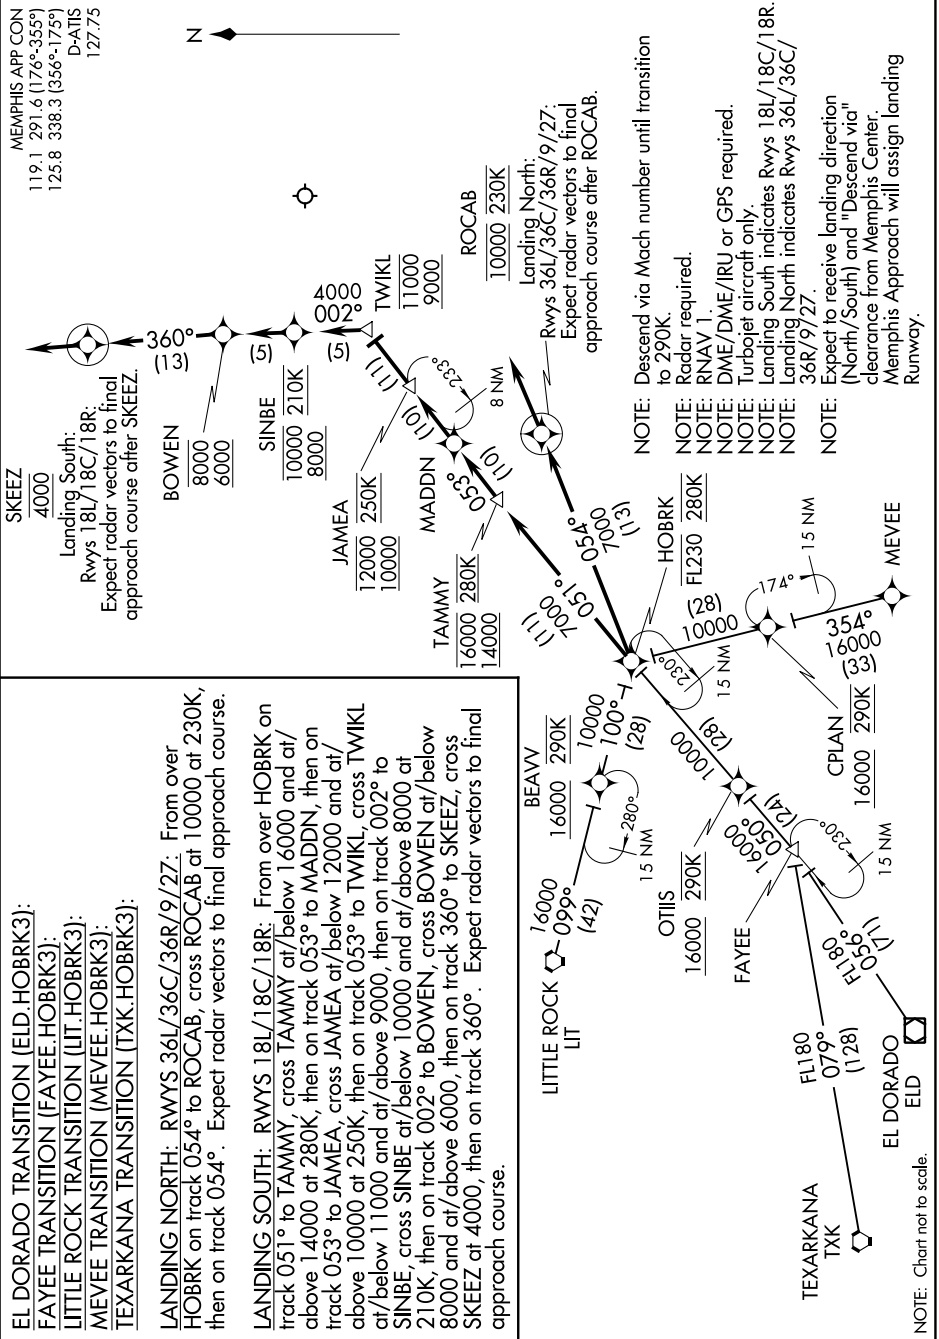 EL DORADO TRANSITION (ELD.HOBRK3):
FAYEE TRANSITION (FAYEE.HOBRK3):
LITTLE ROCK TRANSITION (LIT.HOBRK3):
MEVEE TRANSITION (MEVEE.HOBRK3):
TEXARKANA TRANSITION (TXK.HOBRK3):
LANDING NORTH: RWYS 36L/36C/36R/9/27: From over
HOBRK on track 054° to ROCAB, cross ROCAB at 10000 at 230K,
then on track 054°. Expect radar vectors to final approach course.
LANDING SOUTH: RWYS 18L/18C/18R: From over HOBRK on
track 051° to TAMMY, cross TAMMY at/below 16000 and at/
above 14000 at 280K, then on track 053° to MADDN, then on
track 053° to JAMEA, cross JAMEA at/below 12000 and at/
above 10000 at 250K, then on track 053° to TWIKL, cross TWIKL
at/below 11000 and at/above 9000, then on track 002° to
SINBE, cross SINBE at/below 10000 and at/above 8000 at
210K, then on track 002° to BOWEN, cross BOWEN at/below
8000 and at/above 6000, then on track 360° to SKEEZ, cross
SKEEZ at 4000, then on track 360°. Expect radar vectors to final
approach course.
MEMPHIS APP CON
119.1 291.6 (176°-355°)
125.8 338.3 (356°-175°)
D-ATIS
127.75
N
SKEEZ
4000
Landing South:
Rwys 18L/18C/18R:
Expect radar vectors to final
approach course after SKEEZ.
360°
(13)
BOWEN
8000
6000
(5)
SINBE
10000 210K
8000
4000
002°
(5)
TWIKL
11000
9000
(11)
JAMEA
12000 250K
10000
233°
8 NM
(10)
MADDN
053°
(10)
TAMMY
16000 280K
14000
ROCAB
10000 230K
Landing North:
Rwys 36L/36C/36R/9/27:
Expect radar vectors to final
approach course after ROCAB.
(11)
7000
051°
054°
7000
(13)
HOBRK
FL230 280K
230°
15 NM
BEAVV
16000 290K
10000
100°
(28)
280°
15 NM
LITTLE ROCK
LIT
16000
099°
(42)
(28)
10000
174°
15 NM
MEVEE
354°
16000
(33)
CPLAN
16000 290K
10000
(28)
OTIIS
16000 290K
16000
050°
(24)
FAYEE
230°
15 NM
FL180
056°
(71)
EL DORADO
ELD
FL180
079°
(128)
TEXARKANA
TXK
NOTE: Descend via Mach number until transition
to 290K.
NOTE: Radar required.
NOTE: RNAV 1.
NOTE: DME/DME/IRU or GPS required.
NOTE: Turbojet aircraft only.
NOTE: Landing South indicates Rwys 18L/18C/18R.
NOTE: Landing North indicates Rwys 36L/36C/
36R/9/27.
NOTE: Expect to receive landing direction
(North/South) and "Descend via"
clearance from Memphis Center.
Memphis Approach will assign landing
Runway.
NOTE: Chart not to scale.